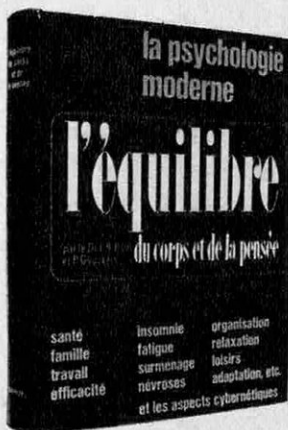 la psychologie
moderne
l'équilibre
du corps et de la pensée
santé
famille
travail
efficacité
insomnie
fatigue
surmenage
névroses
organisation
relaxation
loisirs
adaptation, etc.
et les aspects cybernétiques